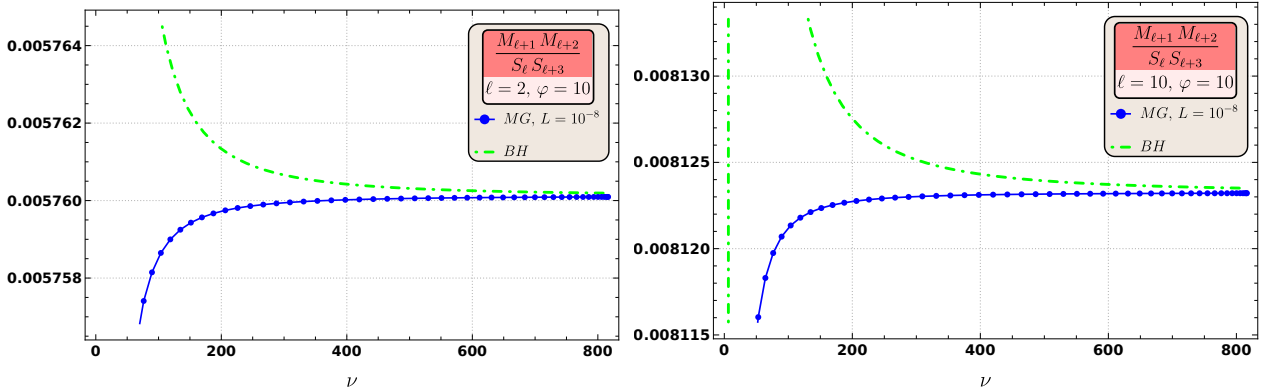 0.005764
0.005762
0.005760
0.005758
0 200 400 600 800
ν
M_{ℓ+1} M_{ℓ+2}
S_ℓ S_{ℓ+3}
ℓ = 2, φ = 10
MG, L = 10^{-8}
BH
0.008130
0.008125
0.008120
0.008115
0 200 400 600 800
ν
M_{ℓ+1} M_{ℓ+2}
S_ℓ S_{ℓ+3}
ℓ = 10, φ = 10
MG, L = 10^{-8}
BH